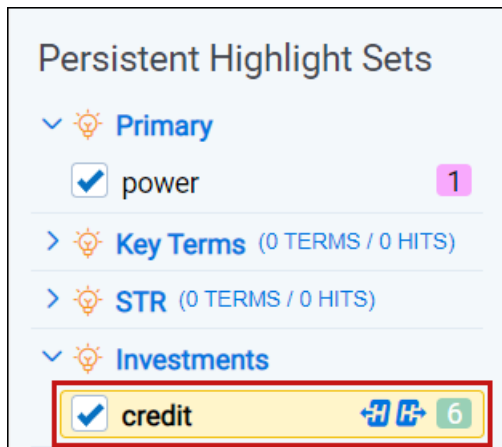 Persistent Highlight Sets
Primary
power 1
Key Terms (0 TERMS / 0 HITS)
STR (0 TERMS / 0 HITS)
Investments
credit H H 6